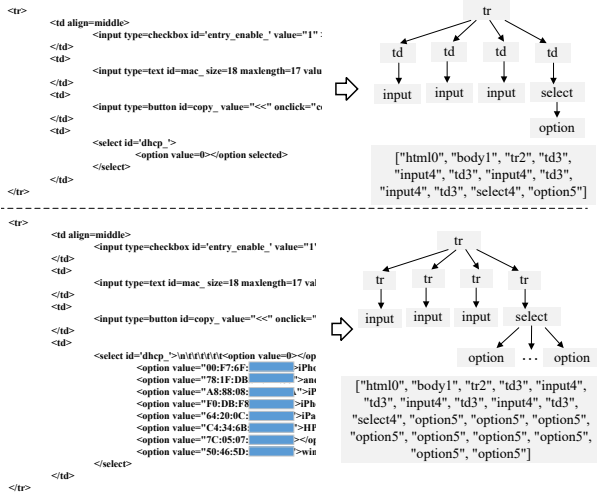 <tr>
<td align=middle>
<input type=checkbox id='entry_enable_' value="1"
</td>
<td>
<input type=text id=mac_ size=18 maxlength=17 valu
</td>
<td>
<input type=button id=copy_ value="<<" onclick="c
</td>
<td>
<select id='dhcp_'>
<option value=0></option selected>
</select>
</td>
</tr>
tr
td td td td
input input input select
option
["html0", "body1", "tr2", "td3",
"input4", "td3", "input4", "td3",
"input4", "td3", "select4", "option5"]
<tr>
<td align=middle>
<input type=checkbox id='entry_enable_' value="1"
</td>
<td>
<input type=text id=mac_ size=18 maxlength=17 val
</td>
<td>
<input type=button id=copy_ value="<<" onclick="
</td>
<td>
<select id='dhcp_'>\n\t\t\t\t\t\t<option value=0></op
<option value="00:F7:6F: >iPho
<option value="78:1F:DB ">and
<option value="A8:88:08: ">iP
<option value="F0:DB:F8 >iPh
<option value="64:20:0C: >iPa
<option value="C4:34:6B ">HP
<option value="7C:05:07: ></op
<option value="50:46:5D: >win
</select>
</td>
</tr>
tr
tr tr tr tr
input input input select
option ··· option
["html0", "body1", "tr2", "td3", "input4",
"td3", "input4", "td3", "input4", "td3",
"select4", "option5", "option5", "option5",
"option5", "option5", "option5", "option5",
"option5", "option5"]